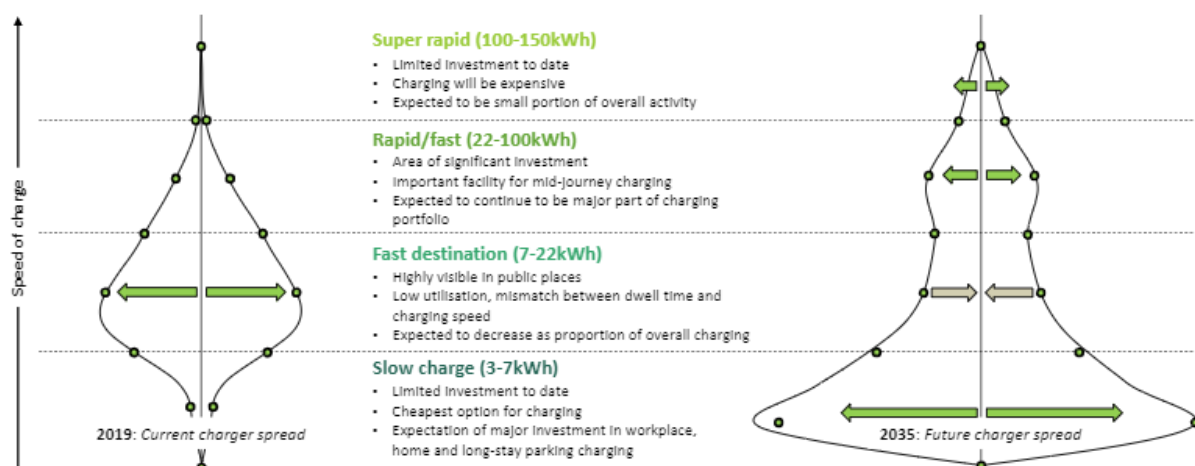 Speed of charge
Super rapid (100-150kWh)
• Limited investment to date
• Charging will be expensive
• Expected to be small portion of overall activity
Rapid/fast (22-100kWh)
• Area of significant investment
• Important facility for mid-journey charging
• Expected to continue to be major part of charging
portfolio
Fast destination (7-22kWh)
• Highly visible in public places
• Low utilisation, mismatch between dwell time and
charging speed
• Expected to decrease as proportion of overall charging
Slow charge (3-7kWh)
• Limited investment to date
• Cheapest option for charging
• Expectation of major investment in workplace,
home and long-stay parking charging
2019: Current charger spread
2035: Future charger spread